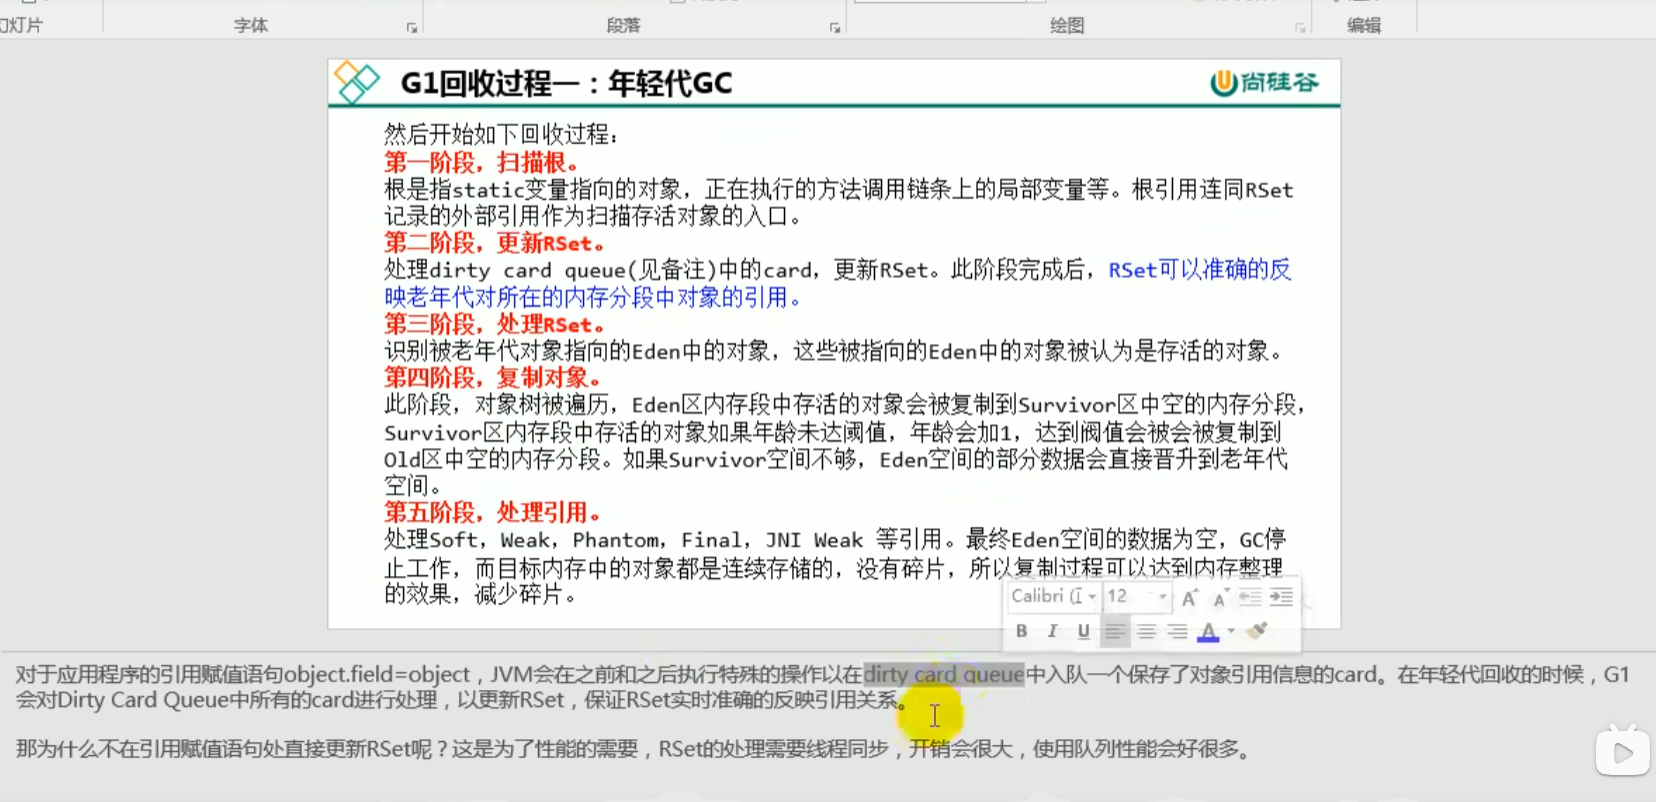 幻灯片
字体
段落
绘图
编辑
G1回收过程一：年轻代GC
尚硅谷
然后开始如下回收过程：
第一阶段，扫描根。
根是指static变量指向的对象，正在执行的方法调用链条上的局部变量等。根引用连同RSet
记录的外部引用作为扫描存活对象的入口。
第二阶段，更新RSet。
处理dirty card queue(见备注)中的card，更新RSet。此阶段完成后，RSet可以准确的反
映老年代对所在的内存分段中对象的引用。
第三阶段，处理RSet。
识别被老年代对象指向的Eden中的对象，这些被指向的Eden中的对象被认为是存活的对象。
第四阶段，复制对象。
此阶段，对象树被遍历，Eden区内存段中存活的对象会被复制到Survivor区中空的内存分段，
Survivor区内存段中存活的对象如果年龄未达阈值，年龄会加1，达到阀值会被会被复制到
Old区中空的内存分段。如果Survivor空间不够，Eden空间的部分数据会直接晋升到老年代
空间。
第五阶段，处理引用。
处理Soft，Weak，Phantom，Final，JNI Weak 等引用。最终Eden空间的数据为空，GC停
止工作，而目标内存中的对象都是连续存储的，没有碎片，所以复制过程可以达到内存整理
的效果，减少碎片。
Calibri 12
B I U A
对于应用程序的引用赋值语句object.field=object，JVM会在之前和之后执行特殊的操作以在dirty card queue中入队一个保存了对象引用信息的card。在年轻代回收的时候，G1
会对Dirty Card Queue中所有的card进行处理，以更新RSet，保证RSet实时准确的反映引用关系。
那为什么不在引用赋值语句处直接更新RSet呢？这是为了性能的需要，RSet的处理需要线程同步，开销会很大，使用队列性能会好很多。